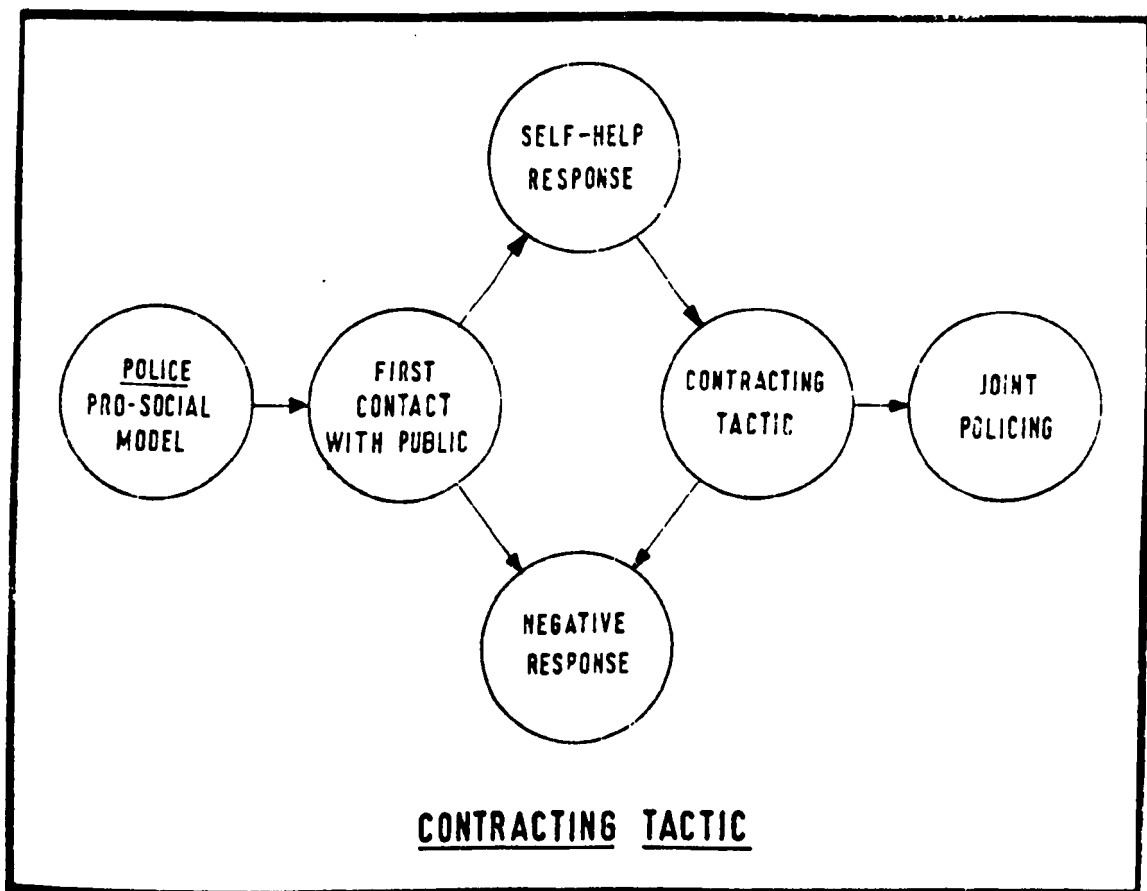 SELF-HELP
RESPONSE
POLICE
PRO-SOCIAL
MODEL
FIRST
CONTACT
WITH PUBLIC
CONTRACTING
TACTIC
JOINT
POLICING
NEGATIVE
RESPONSE
CONTRACTING TACTIC